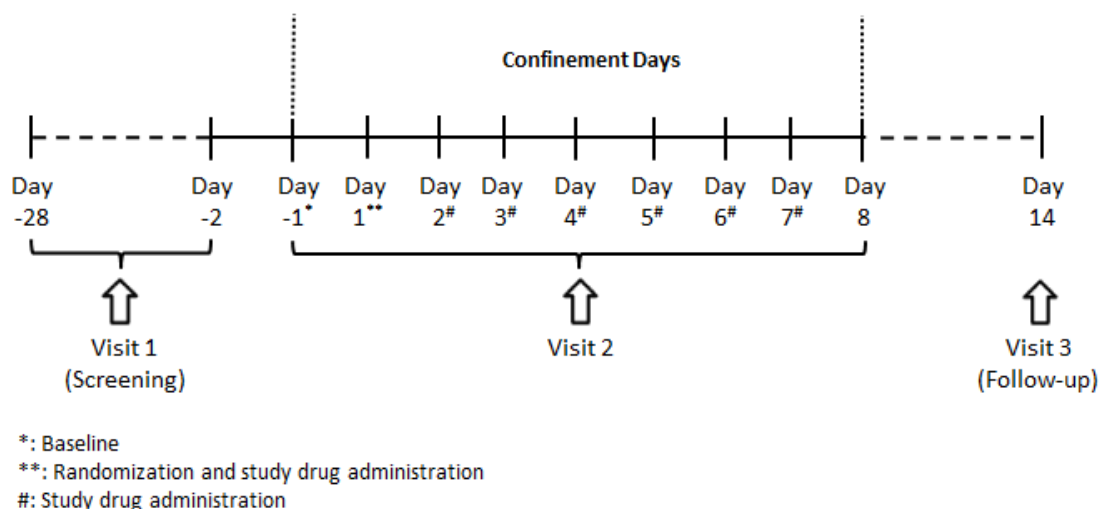 Confinement Days
Day Day Day Day Day Day Day Day Day Day Day Day
-28 -2 -1* 1** 2# 3# 4# 5# 6# 7# 8 14
Visit 1 Visit 2 Visit 3
(Screening) (Follow-up)
*: Baseline
**: Randomization and study drug administration
#: Study drug administration